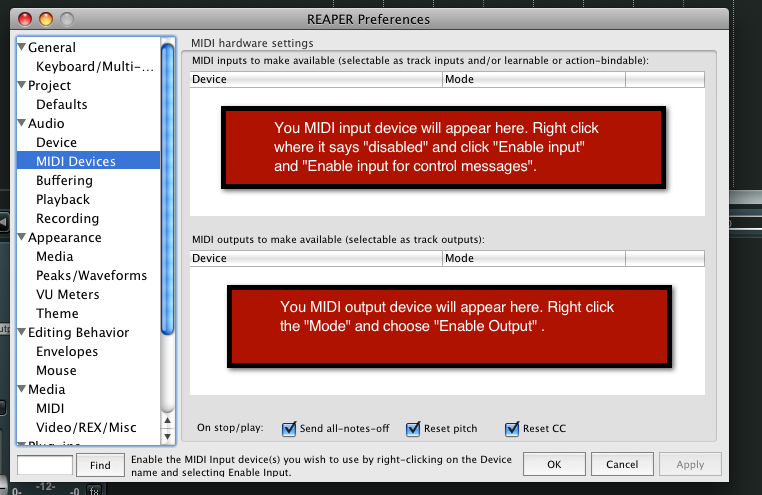 REAPER Preferences
General
Keyboard/Multi-...
Project
Defaults
Audio
Device
MIDI Devices
Buffering
Playback
Recording
Appearance
Media
Peaks/Waveforms
VU Meters
Theme
Editing Behavior
Envelopes
Mouse
Media
MIDI
Video/REX/Misc
Plug-ins
MIDI hardware settings
MIDI inputs to make available (selectable as track inputs and/or learnable or action-bindable):
Device Mode
You MIDI input device will appear here. Right click
where it says "disabled" and click "Enable input"
and "Enable input for control messages".
MIDI outputs to make available (selectable as track outputs):
Device Mode
You MIDI output device will appear here. Right click
the "Mode" and choose "Enable Output" .
On stop/play: Send all-notes-off Reset pitch Reset CC
Find
Enable the MIDI Input device(s) you wish to use by right-clicking on the Device
name and selecting Enable Input.
OK Cancel Apply
0- -12- -0 fx